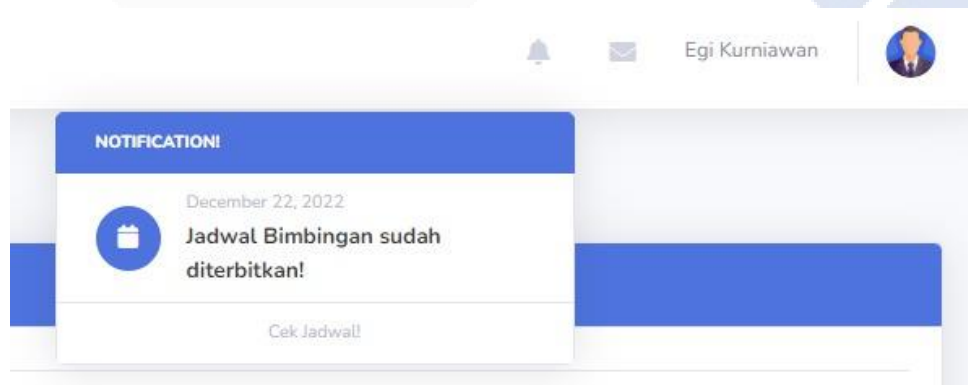 Egi Kurniawan
NOTIFICATION!
December 22, 2022
Jadwal Bimbingan sudah
diterbitkan!
Cek Jadwal!